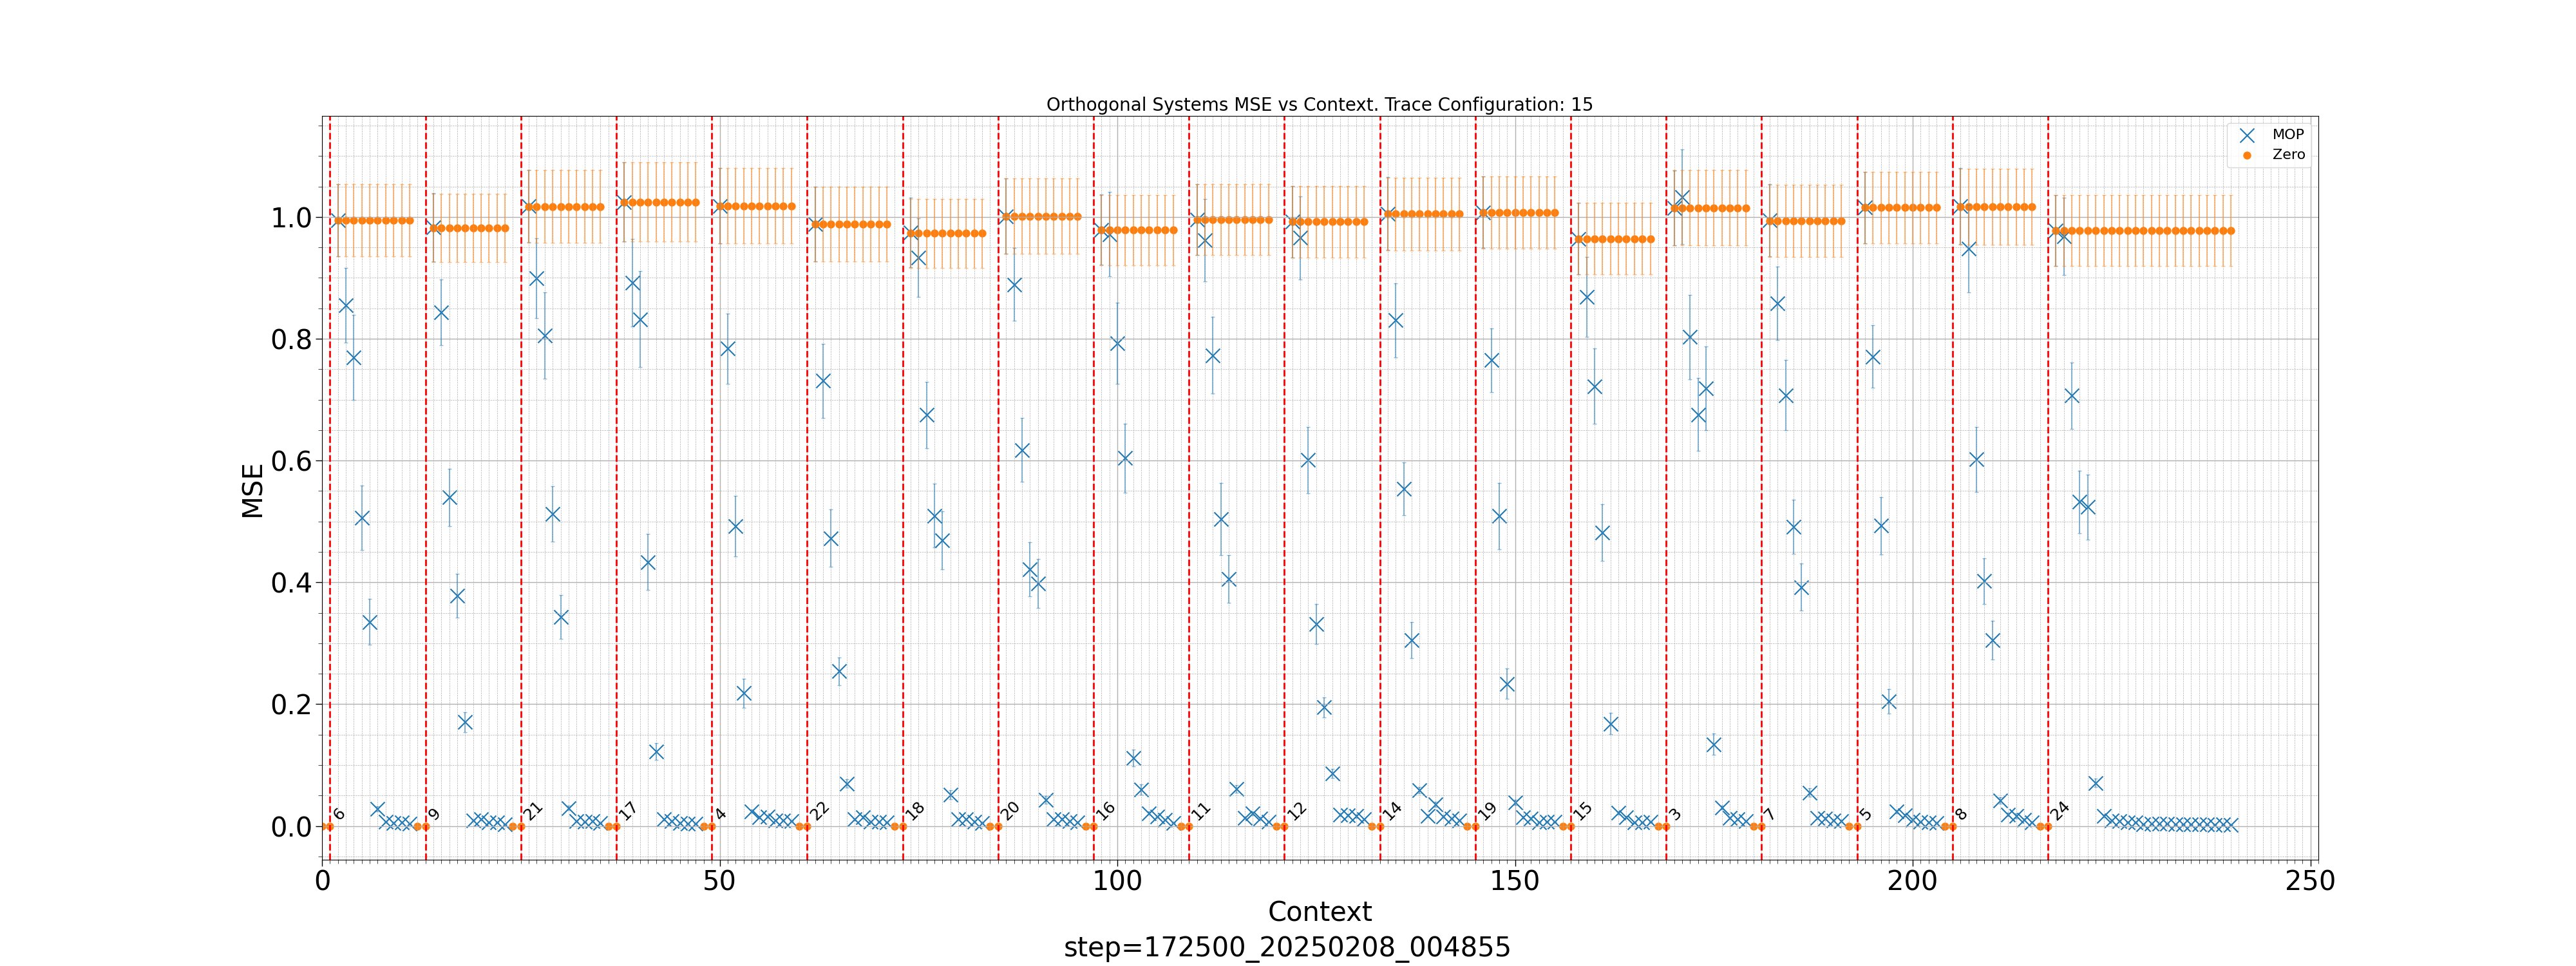 Orthogonal Systems MSE vs Context. Trace Configuration: 15
MOP
Zero
MSE
1.0
0.8
0.6
0.4
0.2
0.0
6 9 21 17 4 22 18 20 16 11 12 14 19 15 3 7 5 8 24
0 50 100 150 200 250
Context
step=172500_20250208_004855